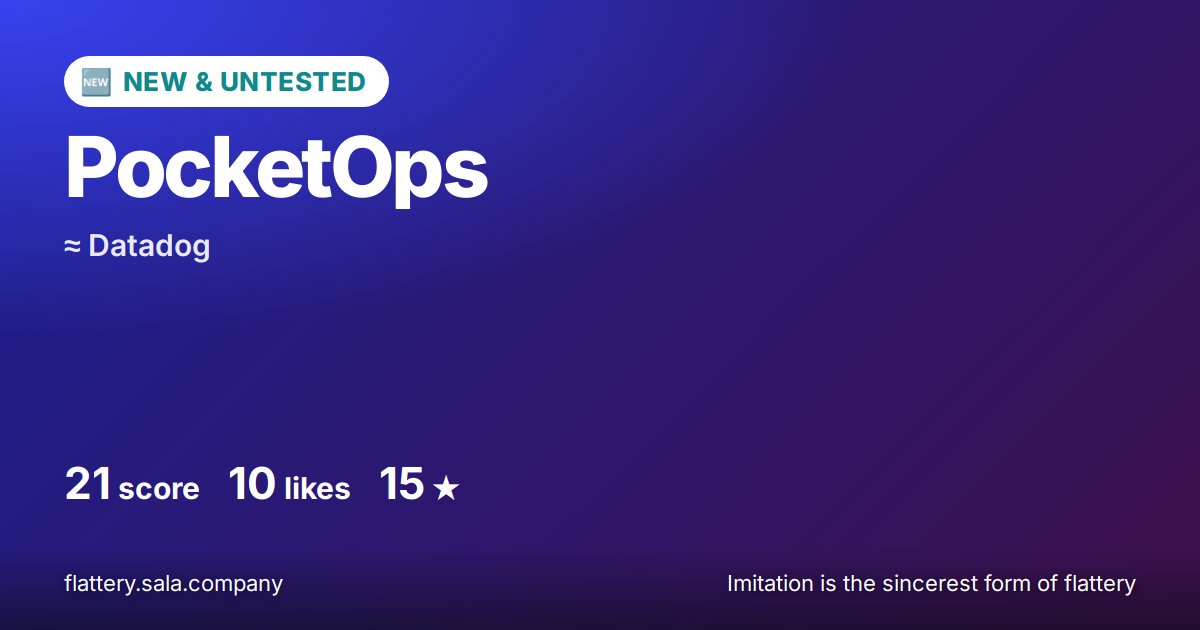 🆕 NEW & UNTESTED
PocketOps
≈ Datadog
21 score 10 likes 15 ★
flattery.sala.company
Imitation is the sincerest form of flattery